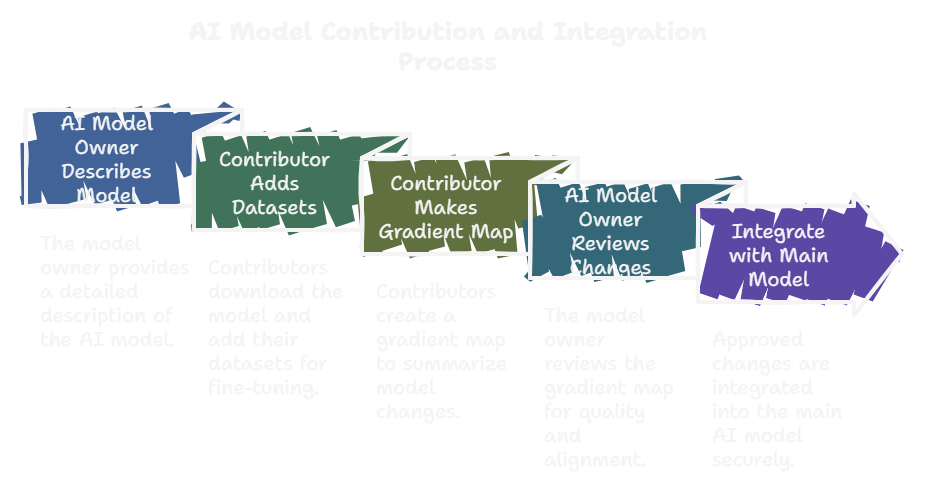 AI Model Contribution and Integration
Process
AI Model
Owner
Describes
Model
Contributor
Adds
Datasets
Contributor
Makes
Gradient Map
AI Model
Owner
Reviews
Changes
Integrate
with Main
Model
The model
owner provides
a detailed
description of
the AI model.
Contributors
download the
model and
add their
datasets for
fine-tuning.
Contributors
create a
gradient map
to summarize
model
changes.
The model
owner
reviews the
gradient map
for quality
and
alignment.
Approved
changes are
integrated
into the main
AI model
securely.